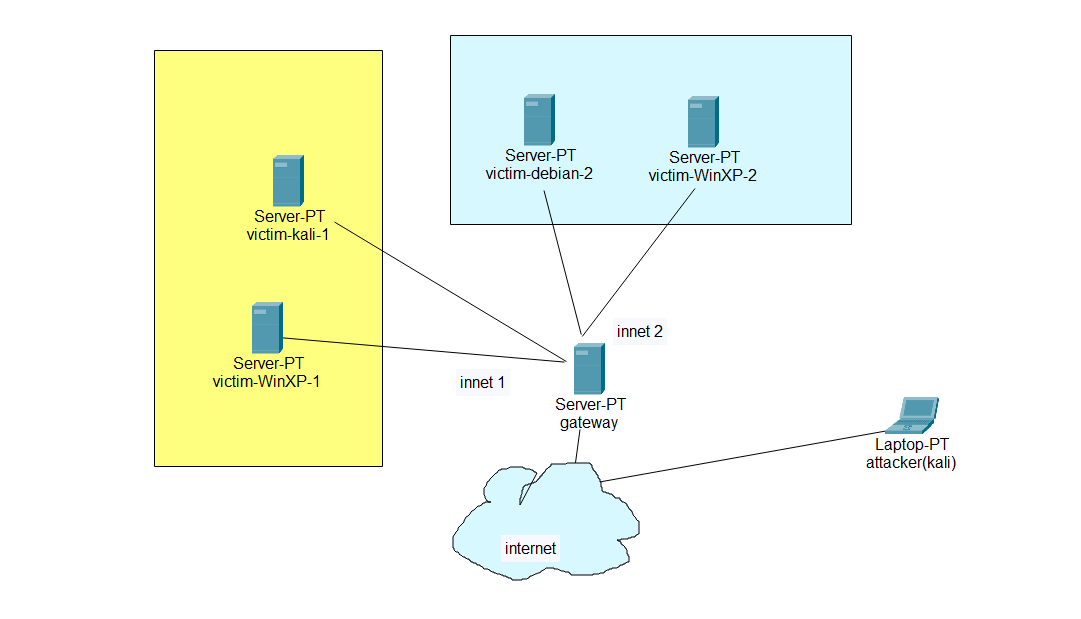 Server-PT
victim-debian-2
Server-PT
victim-WinXP-2
Server-PT
victim-kali-1
Server-PT
victim-WinXP-1
innet 2
innet 1
Server-PT
gateway
Laptop-PT
attacker(kali)
internet